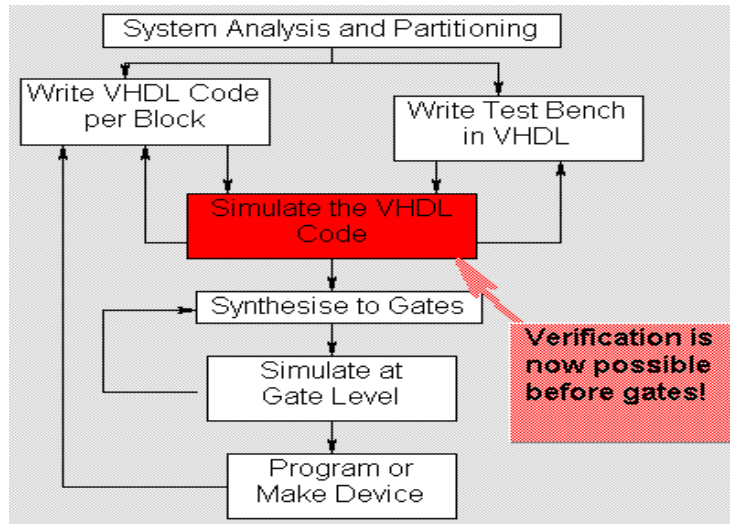 System Analysis and Partitioning
Write VHDL Code
per Block
Write Test Bench
in VHDL
Simulate the VHDL
Code
Synthesise to Gates
Verification is
now possible
before gates!
Simulate at
Gate Level
Program or
Make Device